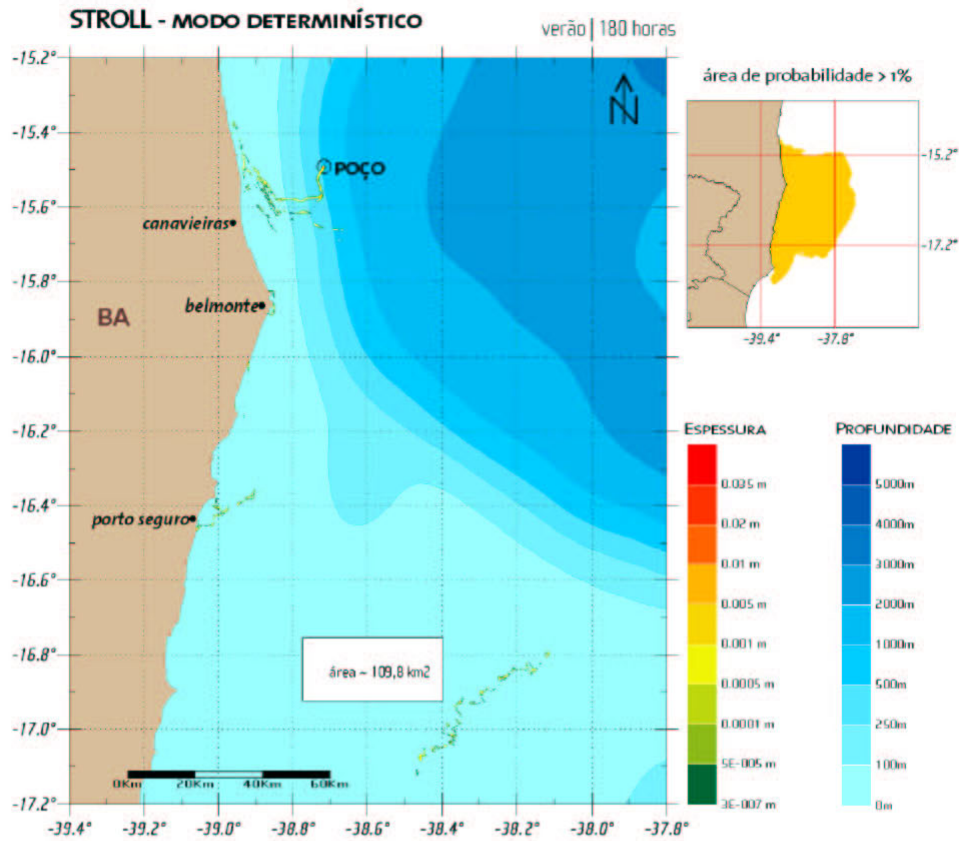 STROLL - MODO DETERMINÍSTICO
verão | 180 horas
-15.2°
-15.4°
-15.6°
-15.8°
-16.0°
-16.2°
-16.4°
-16.6°
-16.8°
-17.0°
-17.2°
N
POÇO
canavieiras
belmonte
BA
porto seguro
área ~ 109,8 km2
0Km 20Km 40Km 60Km
-39.4° -39.2° -39.0° -38.8° -38.6° -38.4° -38.2° -38.0° -37.8°
área de probabilidade > 1%
-15.2°
-17.2°
-39.4° -37.8°
ESPESSURA
0.035 m
0.02 m
0.01 m
0.005 m
0.001 m
0.0005 m
0.0001 m
5E-005 m
3E-007 m
PROFUNDIDADE
5000m
4000m
3000m
2000m
1000m
500m
250m
100m
0m